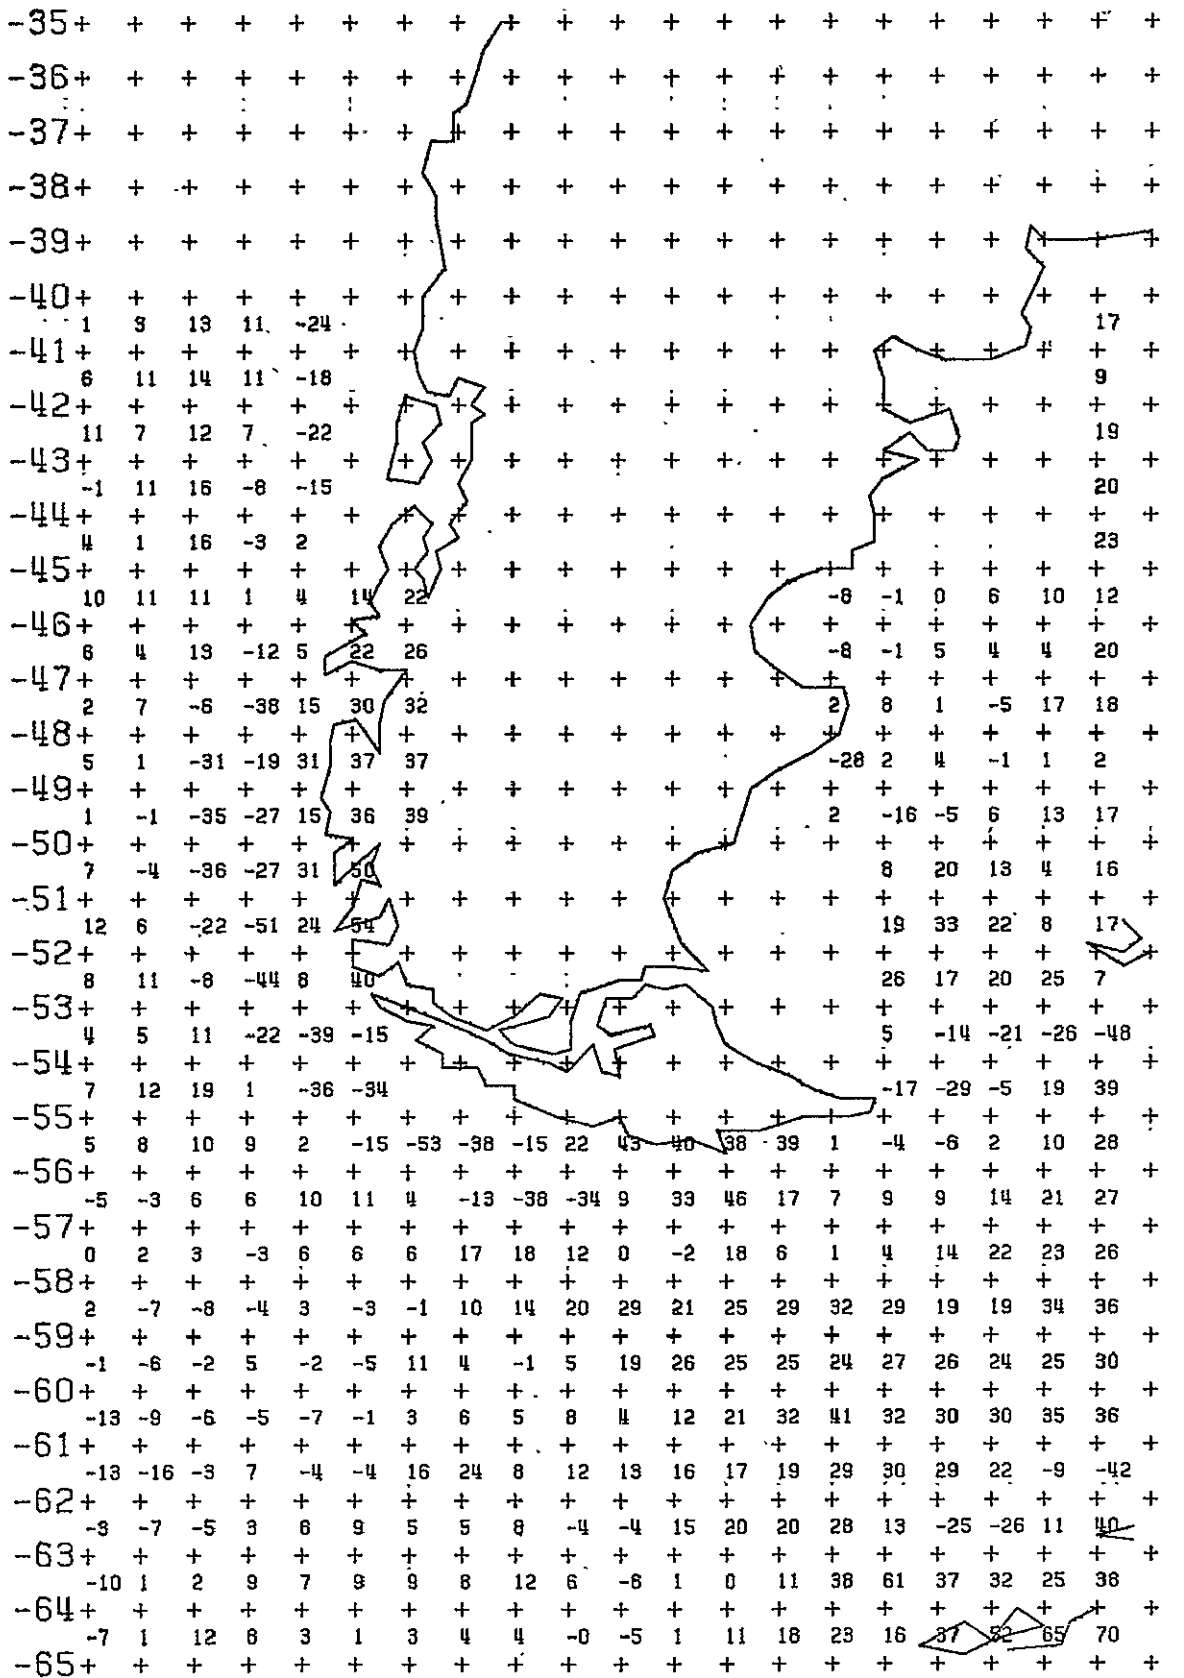 -35+ + + + + + + + + + + + + + + + + + + + +
-36+ + + + + + + + + + + + + + + + + + + + +
-37+ + + + + + + + + + + + + + + + + + + + +
-38+ + + + + + + + + + + + + + + + + + + + +
-39+ + + + + + + + + + + + + + + + + + + + +
-40+ + + + + + + + + + + + + + + + + + + + +
1 9 13 11 -24 17
-41+ + + + + + + + + + + + + + + + + + + + +
6 11 14 11 -18 9
-42+ + + + + + + + + + + + + + + + + + + + +
11 7 12 7 -22 19
-43+ + + + + + + + + + + + + + + + + + + + +
-1 11 16 -8 -15 20
-44+ + + + + + + + + + + + + + + + + + + + +
4 1 16 -3 2 23
-45+ + + + + + + + + + + + + + + + + + + + +
10 11 11 1 4 14 22 -8 -1 0 6 10 12
-46+ + + + + + + + + + + + + + + + + + + + +
6 4 13 -12 5 22 26 -8 -1 5 4 4 20
-47+ + + + + + + + + + + + + + + + + + + + +
2 7 -6 -38 15 30 32 2 8 1 -5 17 18
-48+ + + + + + + + + + + + + + + + + + + + +
5 1 -31 -19 31 37 37 -28 2 4 -1 1 2
-49+ + + + + + + + + + + + + + + + + + + + +
1 -1 -35 -27 15 36 39 2 -16 -5 6 13 17
-50+ + + + + + + + + + + + + + + + + + + + +
7 -4 -36 -27 31 50 8 20 13 4 16
-51+ + + + + + + + + + + + + + + + + + + + +
12 6 -22 -51 24 54 19 33 22 8 17
-52+ + + + + + + + + + + + + + + + + + + + +
8 11 -8 -44 8 40 26 17 20 25 7
-53+ + + + + + + + + + + + + + + + + + + + +
4 5 11 -22 -39 -15 5 -14 -21 -26 -48
-54+ + + + + + + + + + + + + + + + + + + + +
7 12 19 1 -36 -34 -17 -29 -5 19 39
-55+ + + + + + + + + + + + + + + + + + + + +
5 8 10 9 2 -15 -53 -38 -15 22 43 40 38 39 1 -4 -6 2 10 28
-56+ + + + + + + + + + + + + + + + + + + + +
-5 -3 6 6 10 11 4 -13 -38 -34 9 33 46 17 7 9 9 14 21 27
-57+ + + + + + + + + + + + + + + + + + + + +
0 2 3 -3 6 6 6 17 18 12 0 -2 18 6 1 4 14 22 23 26
-58+ + + + + + + + + + + + + + + + + + + + +
2 -7 -8 -4 3 -3 -1 10 14 20 29 21 25 29 32 29 19 19 34 36
-59+ + + + + + + + + + + + + + + + + + + + +
-1 -6 -2 5 -2 -5 11 4 -1 5 19 26 25 25 24 27 26 24 25 30
-60+ + + + + + + + + + + + + + + + + + + + +
-13 -9 -6 -5 -7 -1 3 6 5 8 4 12 21 32 41 32 30 30 35 36
-61+ + + + + + + + + + + + + + + + + + + + +
-13 -16 -3 7 -4 -4 16 24 8 12 13 16 17 19 29 30 29 22 -9 -42
-62+ + + + + + + + + + + + + + + + + + + + +
-3 -7 -5 3 6 9 5 5 8 -4 -4 15 20 20 28 13 -25 -26 11 40
-63+ + + + + + + + + + + + + + + + + + + + +
-10 1 2 9 7 9 9 8 12 6 -6 1 0 11 38 61 37 32 25 38
-64+ + + + + + + + + + + + + + + + + + + + +
-7 1 12 8 3 1 3 4 4 -0 -5 1 11 18 23 16 37 52 65 70
-65+ + + + + + + + + + + + + + + + + + + + +